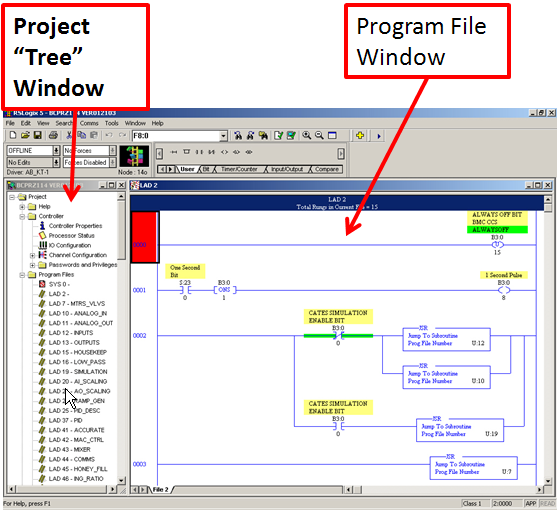 Project
“Tree”
Window
Program File
Window
RSLogix 5 - BCPR2114 VER012103
File Edit View Search Comms Tools Window Help
F8:0
OFFLINE No Forces
No Edits Forces Disabled
Driver: AB_KT-1 Node: 14o
User Bit Timer/Counter Input/Output Compare
BCPR2114 VER012103
Project
Help
Controller
Controller Properties
Processor Status
IO Configuration
Channel Configuration
Passwords and Privileges
Program Files
SYS 0 -
LAD 2 -
LAD 7 - MTRS_VLVS
LAD 10 - ANALOG_IN
LAD 11 - ANALOG_OUT
LAD 12 - INPUTS
LAD 13 - OUTPUTS
LAD 15 - HOUSEKEEP
LAD 16 - LOW_PASS
LAD 19 - SIMULATION
LAD 20 - AI_SCALING
LAD 2 - AO_SCALING
LAD 2 - RAMP_GEN
LAD 25 - PID_DESC
LAD 37 - PID
LAD 41 - ACCURATE
LAD 42 - MAC_CTRL
LAD 43 - MIXER
LAD 44 - COMMS
LAD 45 - HONEY_FILL
LAD 46 - ING_RATIO
LAD 2
LAD 2
Total Rungs in Current File = 15
ALWAYS OFF BIT
BMC CCS
ALWAYSOFF
0000
B3:0
U
15
One Second
Bit
1 Second Pulse
0001
S:23 B3:0 B3:0
ONS
0 1 8
CATES SIMULATION
ENABLE BIT
0002
B3:0
0
JSR
Jump To Subroutine
Prog File Number U:12
JSR
Jump To Subroutine
Prog File Number U:10
CATES SIMULATION
ENABLE BIT
B3:0
0
JSR
Jump To Subroutine
Prog File Number U:19
0003
JSR
Jump To Subroutine
Prog File Number U:7
File 2
For Help, press F1
Class 1 2:0000 APP READ